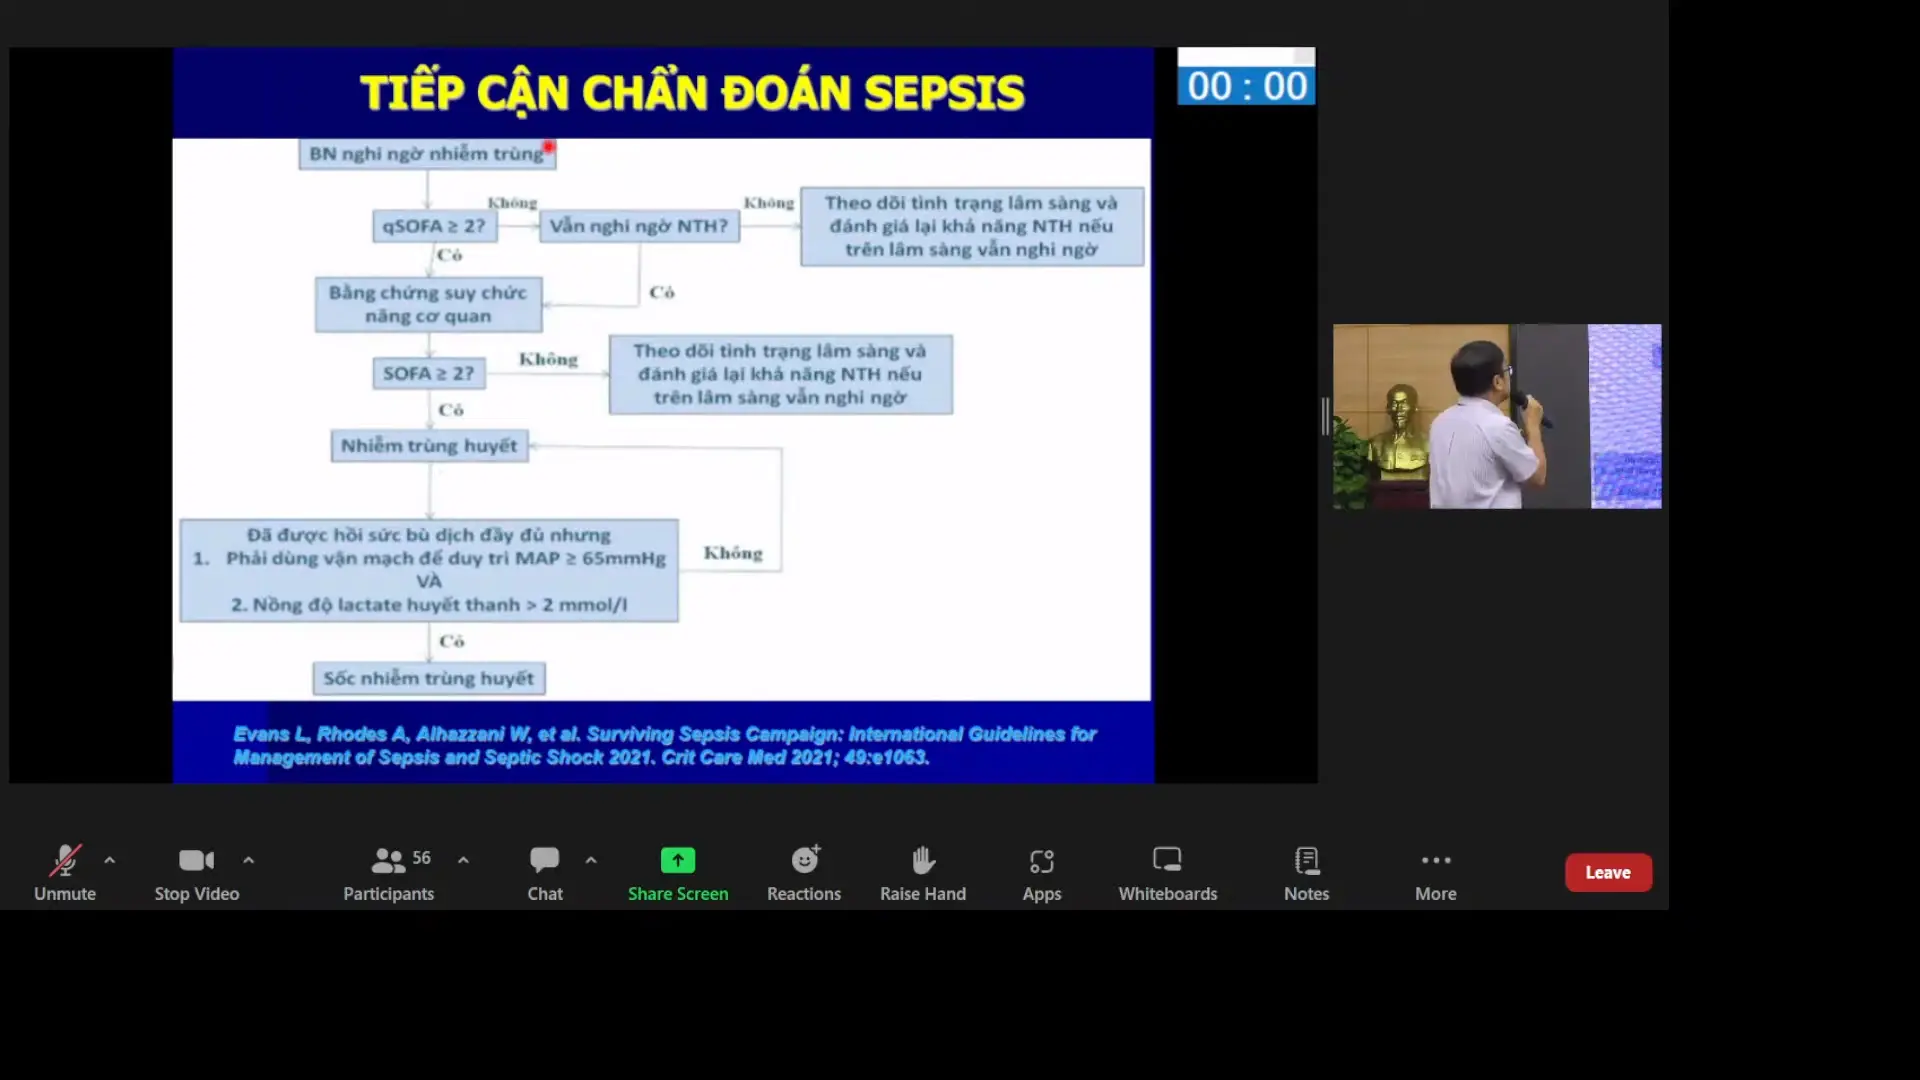 TIẾP CẬN CHẨN ĐOÁN SEPSIS
00 : 00
BN nghi ngờ nhiễm trùng
qSOFA ≥ 2?
Không
Vẫn nghi ngờ NTH?
Không
Theo dõi tình trạng lâm sàng và
đánh giá lại khả năng NTH nếu
trên lâm sàng vẫn nghi ngờ
Có
Có
Bằng chứng suy chức
năng cơ quan
SOFA ≥ 2?
Không
Theo dõi tình trạng lâm sàng và
đánh giá lại khả năng NTH nếu
trên lâm sàng vẫn nghi ngờ
Có
Nhiễm trùng huyết
Đã được hồi sức bù dịch đầy đủ nhưng
1. Phải dùng vận mạch để duy trì MAP ≥ 65mmHg
VÀ
2. Nồng độ lactate huyết thanh > 2 mmol/l
Không
Có
Sốc nhiễm trùng huyết
Evans L, Rhodes A, Alhazzani W, et al. Surviving Sepsis Campaign: International Guidelines for
Management of Sepsis and Septic Shock 2021. Crit Care Med 2021; 49:e1063.
Unmute
Stop Video
56
Participants
Chat
Share Screen
Reactions
Raise Hand
Apps
Whiteboards
Notes
More
Leave